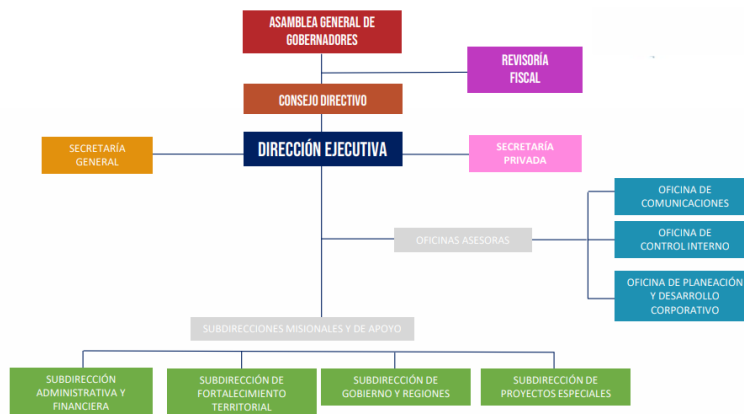 ASAMBLEA GENERAL DE
GOBERNADORES
REVISORÍA
FISCAL
CONSEJO DIRECTIVO
SECRETARÍA
GENERAL
DIRECCIÓN EJECUTIVA
SECRETARÍA
PRIVADA
OFICINA DE
COMUNICACIONES
OFICINAS ASESORAS
OFICINA DE
CONTROL INTERNO
OFICINA DE PLANEACIÓN
Y DESARROLLO
CORPORATIVO
SUBDIRECCIONES MISIONALES Y DE APOYO
SUBDIRECCIÓN
ADMINISTRATIVA Y
FINANCIERA
SUBDIRECCIÓN DE
FORTALECIMIENTO
TERRITORIAL
SUBDIRECCIÓN DE
GOBIERNO Y REGIONES
SUBDIRECCIÓN DE
PROYECTOS ESPECIALES